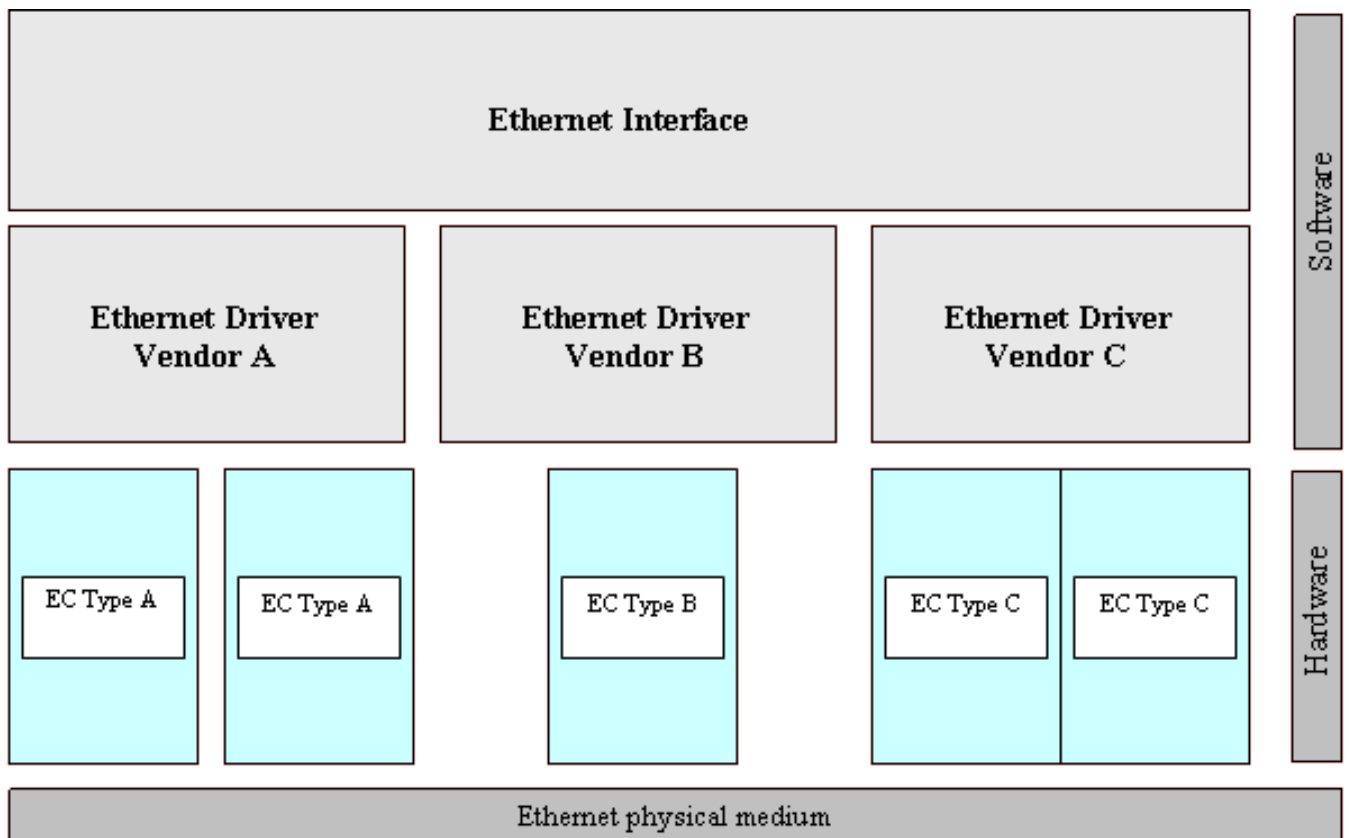 Ethernet Interface
Software
Ethernet Driver
Vendor A
Ethernet Driver
Vendor B
Ethernet Driver
Vendor C
EC Type A
EC Type A
EC Type B
EC Type C
EC Type C
Hardware
Ethernet physical medium